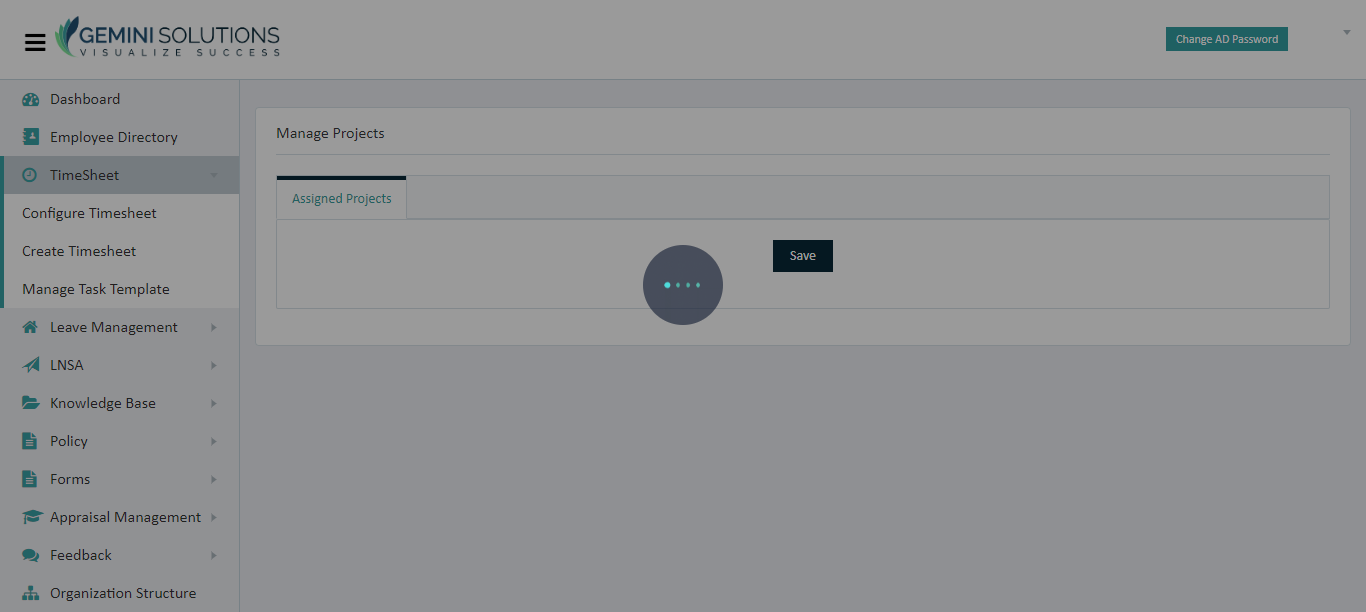 GEMINI SOLUTIONS
VISUALIZE SUCCESS
Change AD Password
Dashboard
Employee Directory
TimeSheet
Configure Timesheet
Create Timesheet
Manage Task Template
Leave Management
LNSA
Knowledge Base
Policy
Forms
Appraisal Management
Feedback
Organization Structure
Manage Projects
Assigned Projects
Save